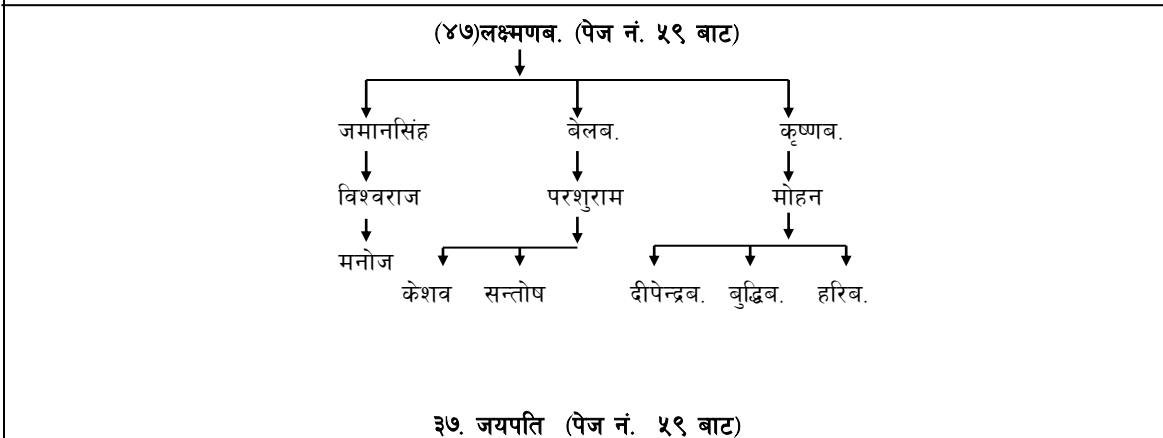 (४७)लक्ष्मणब. (पेज नं. ५९ बाट)
जमानसिंह बेलब. कृष्णब.
विश्वराज परशुराम मोहन
मनोज
केशव सन्तोष दीपेन्द्रब. बुद्धिब. हरिब.
३७. जयपति (पेज नं. ५९ बाट)